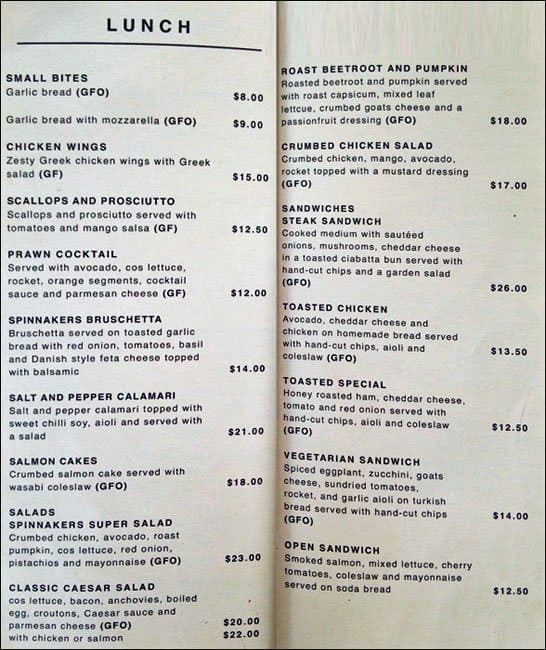 LUNCH
SMALL BITES
Garlic bread (GFO)
$8.00
Garlic bread with mozzarella (GFO)
$9.00
CHICKEN WINGS
Zesty Greek chicken wings with Greek
salad (GF)
$15.00
SCALLOPS AND PROSCIUTTO
Scallops and prosciutto served with
tomatoes and mango salsa (GF)
$12.50
PRAWN COCKTAIL
Served with avocado, cos lettuce,
rocket, orange segments, cocktail
sauce and parmesan cheese (GF)
$12.00
SPINNAKERS BRUSCHETTA
Bruschetta served on toasted garlic
bread with red onion, tomatoes, basil
and Danish style feta cheese topped
with balsamic
$14.00
SALT AND PEPPER CALAMARI
Salt and pepper calamari topped with
sweet chilli soy, aioli and served with
a salad
$21.00
SALMON CAKES
Crumbed salmon cake served with
wasabi coleslaw (GFO)
$18.00
SALADS
SPINNAKERS SUPER SALAD
Crumbed chicken, avocado, roast
pumpkin, cos lettuce, red onion,
pistachios and mayonnaise (GFO)
$23.00
CLASSIC CAESAR SALAD
cos lettuce, bacon, anchovies, boiled
egg, croutons, Caesar sauce and
parmesan cheese (GFO)
$20.00
with chicken or salmon
$22.00
ROAST BEETROOT AND PUMPKIN
Roasted beetroot and pumpkin served
with roast capsicum, mixed leaf
lettcue, crumbed goats cheese and a
passionfruit dressing (GFO)
$18.00
CRUMBED CHICKEN SALAD
Crumbed chicken, mango, avocado,
rocket topped with a mustard dressing
(GFO)
$17.00
SANDWICHES
STEAK SANDWICH
Cooked medium with sautéed
onions, mushrooms, cheddar cheese
in a toasted ciabatta bun served with
hand-cut chips and a garden salad
(GFO)
$26.00
TOASTED CHICKEN
Avocado, cheddar cheese and
chicken on homemade bread served
with hand-cut chips, aioli and
coleslaw (GFO)
$13.50
TOASTED SPECIAL
Honey roasted ham, cheddar cheese,
tomato and red onion served with
hand-cut chips, aioli and coleslaw
(GFO)
$12.50
VEGETARIAN SANDWICH
Spiced eggplant, zucchini, goats
cheese, sundried tomatoes,
rocket, and garlic aioli on turkish
bread served with hand-cut chips
(GFO)
$14.00
OPEN SANDWICH
Smoked salmon, mixed lettuce, cherry
tomatoes, coleslaw and mayonnaise
served on soda bread
$12.50